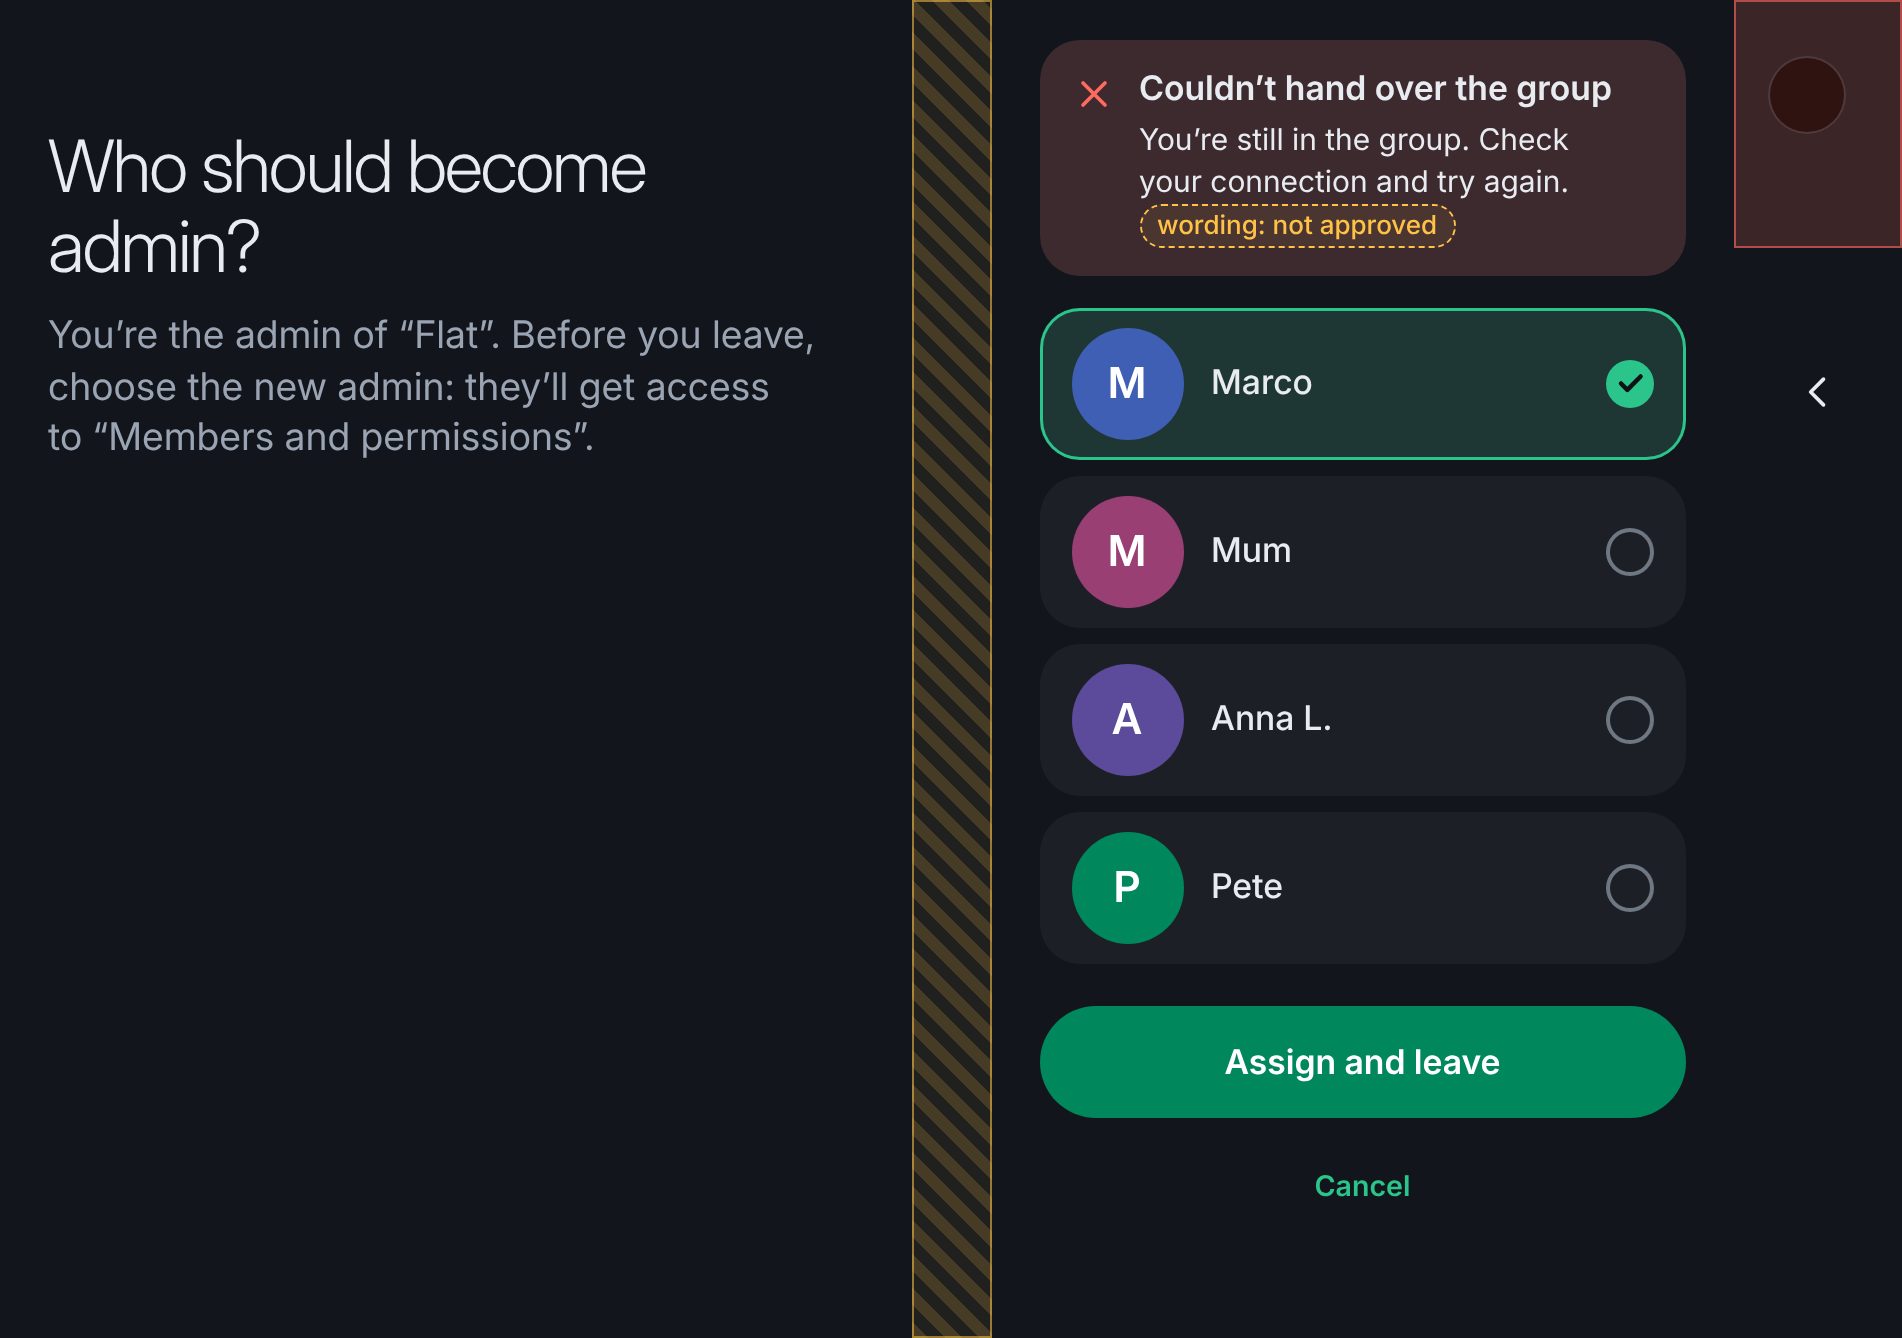 Who should become
admin?
You’re the admin of “Flat”. Before you leave,
choose the new admin: they’ll get access
to “Members and permissions”.
Couldn’t hand over the group
You’re still in the group. Check
your connection and try again.
wording: not approved
M
Marco
M
Mum
A
Anna L.
P
Pete
Assign and leave
Cancel